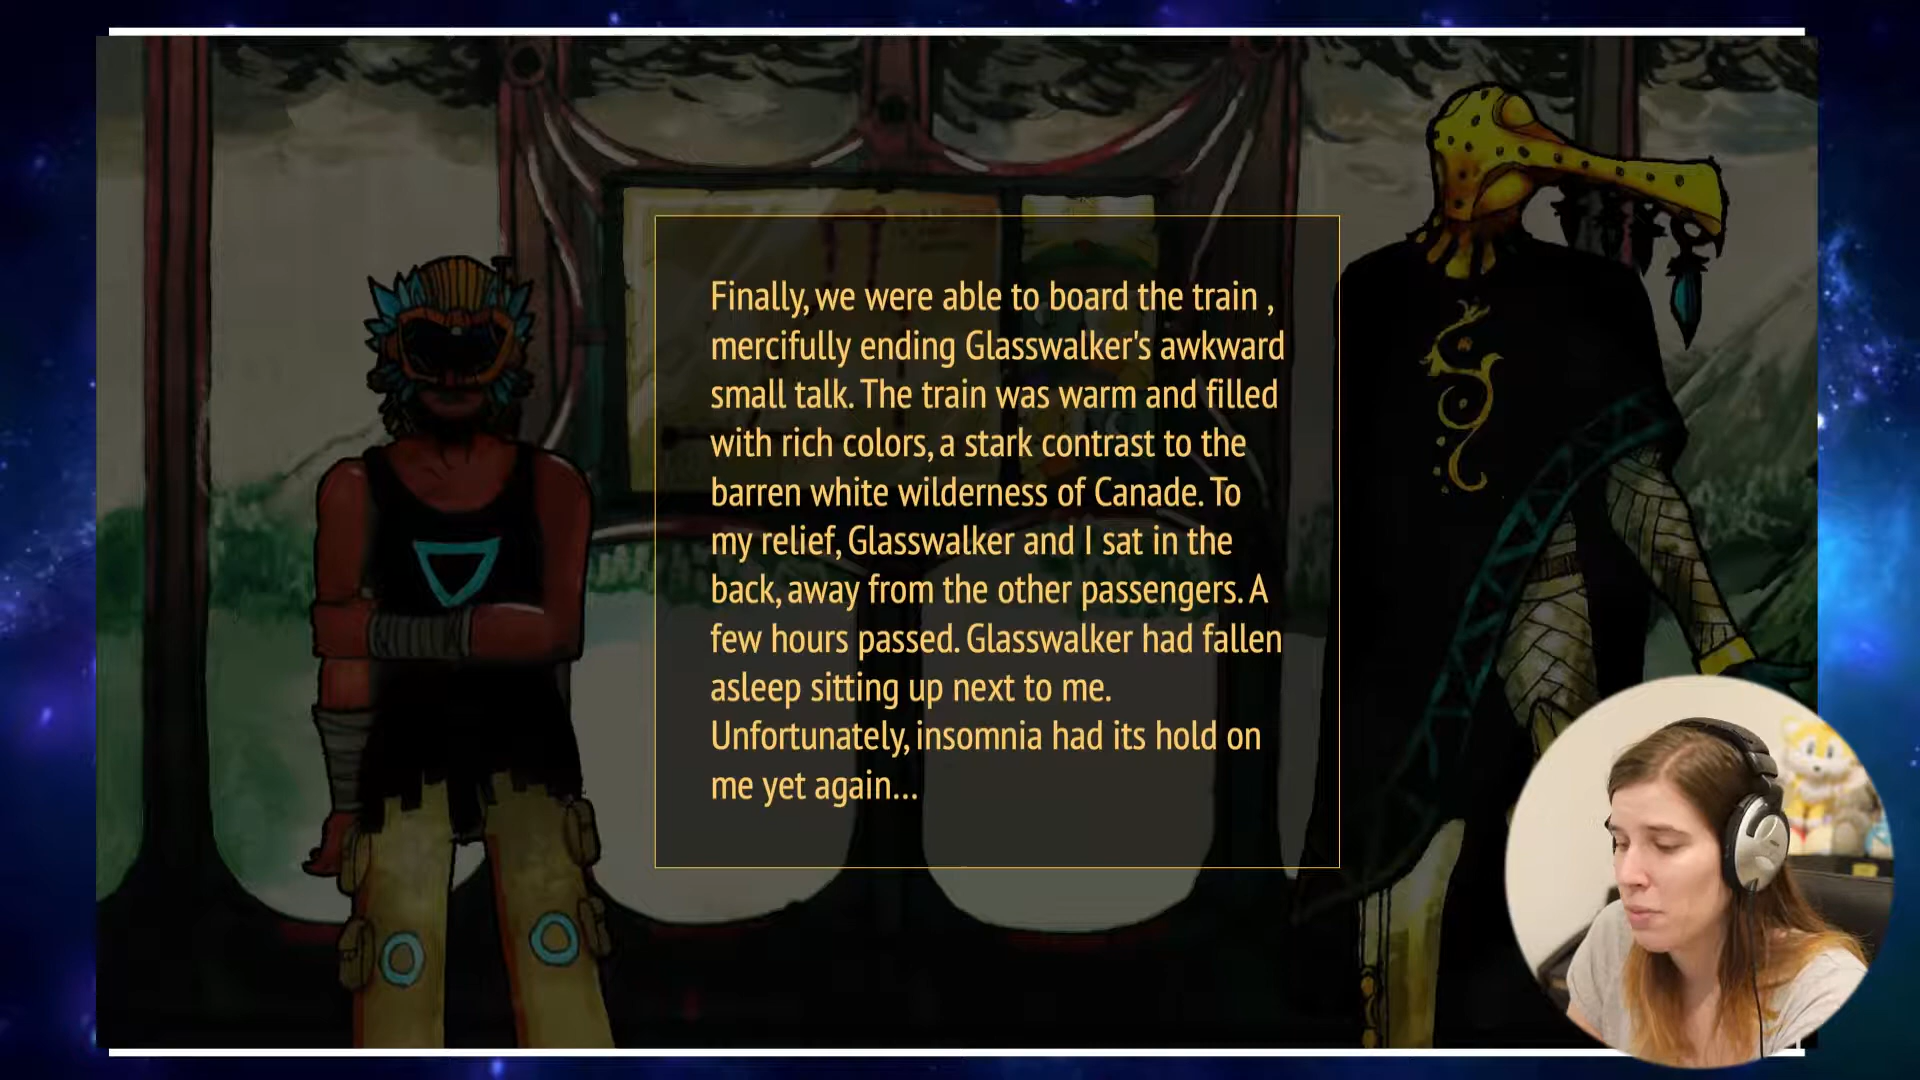 Finally, we were able to board the train ,
mercifully ending Glasswalker's awkward
small talk. The train was warm and filled
with rich colors, a stark contrast to the
barren white wilderness of Canade. To
my relief, Glasswalker and I sat in the
back, away from the other passengers. A
few hours passed. Glasswalker had fallen
asleep sitting up next to me.
Unfortunately, insomnia had its hold on
me yet again...